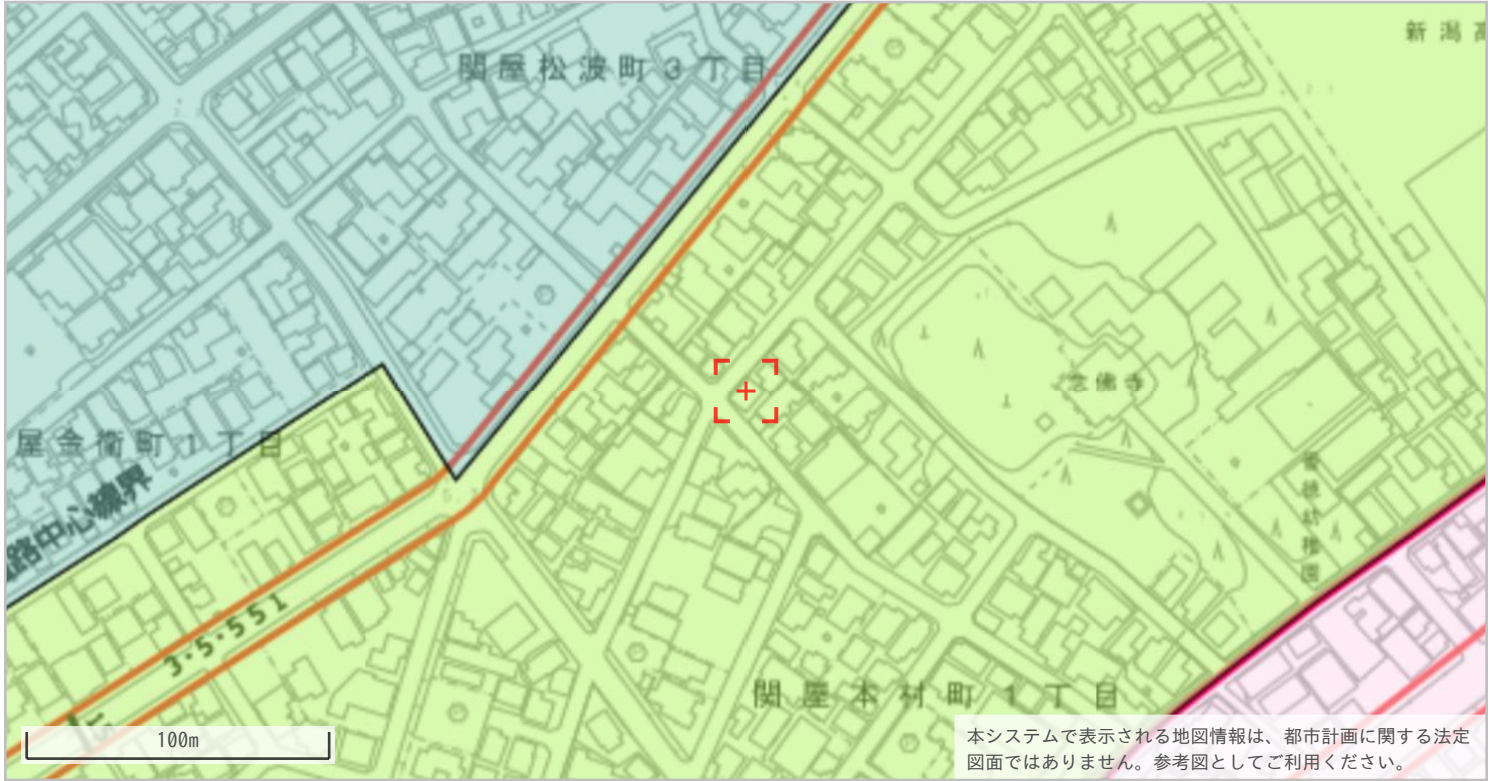 新潟高
関屋松波町3丁目
念佛寺
屋金衛町1丁目
路中心線界
3・5・551
関屋本村町1丁目
100m
本システムで表示される地図情報は、都市計画に関する法定
図面ではありません。参考図としてご利用ください。